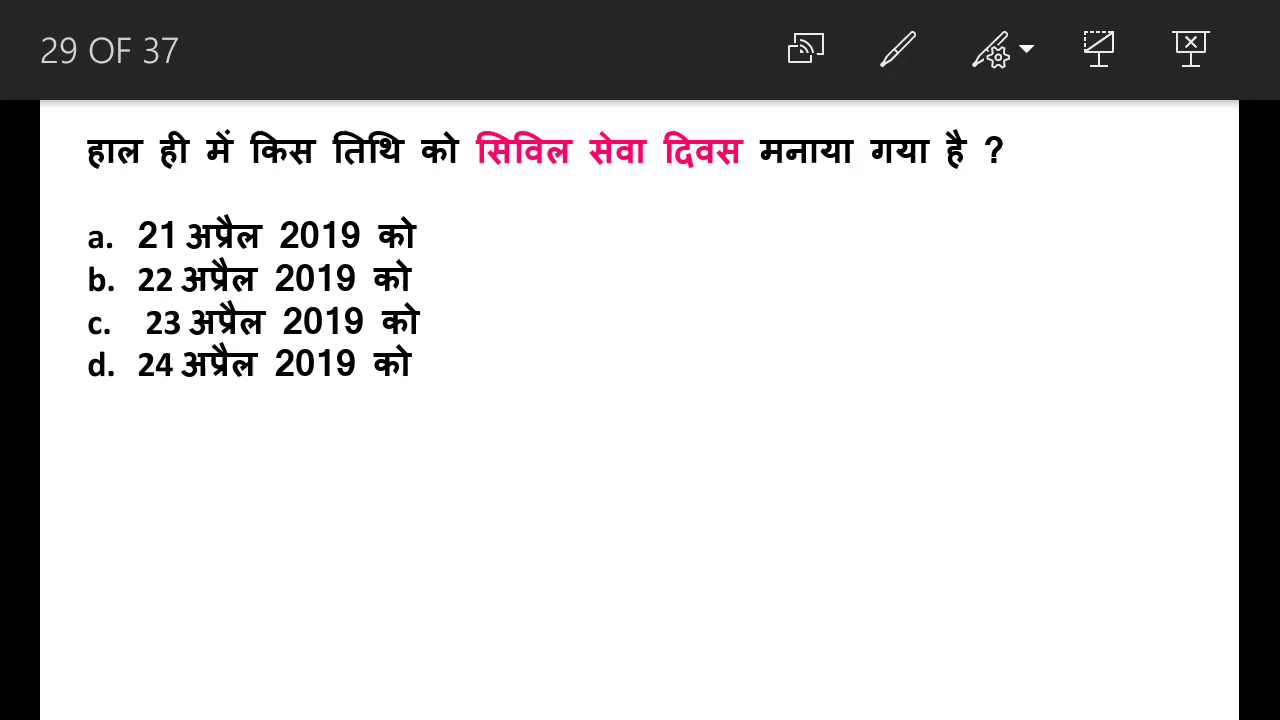 29 OF 37
हाल ही में किस तिथि को सिविल सेवा दिवस मनाया गया है ?
a. 21 अप्रैल 2019 को
b. 22 अप्रैल 2019 को
c. 23 अप्रैल 2019 को
d. 24 अप्रैल 2019 को